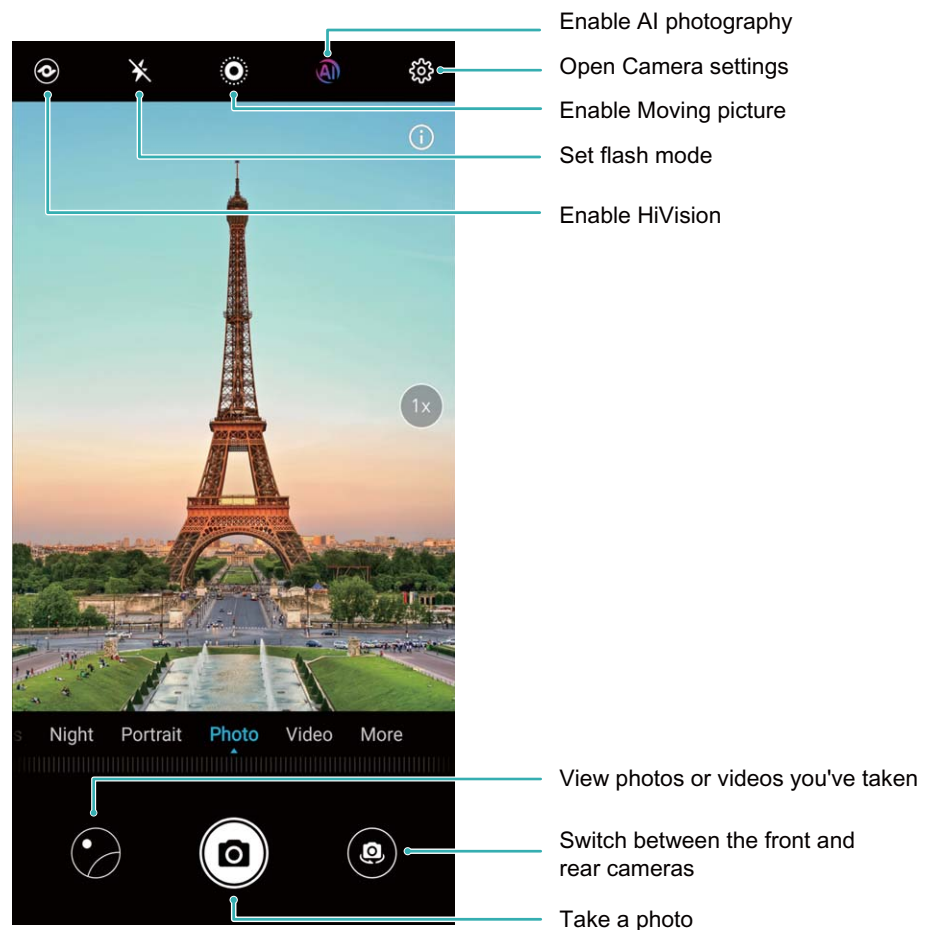 Enable AI photography
AI
Open Camera settings
Enable Moving picture
Set flash mode
Enable HiVision
1x
s Night Portrait Photo Video More
View photos or videos you've taken
Switch between the front and
rear cameras
Take a photo